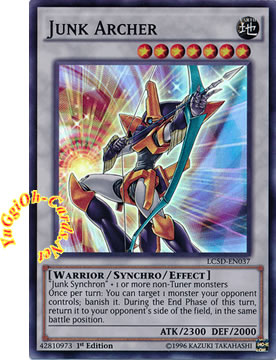 JUNK ARCHER
EARTH
地
YuGgiOh-Cards.Net
LC5D-EN037
[WARRIOR/SYNCHRO/EFFECT]
"Junk Synchron" + 1 or more non-Tuner monsters
Once per turn: You can target 1 monster your opponent
controls; banish it. During the End Phase of this turn,
return it to your opponent's side of the field, in the same
battle position.
ATK/2300 DEF/2000
42810973 1st Edition ©1996 KAZUKI TAKAHASHI